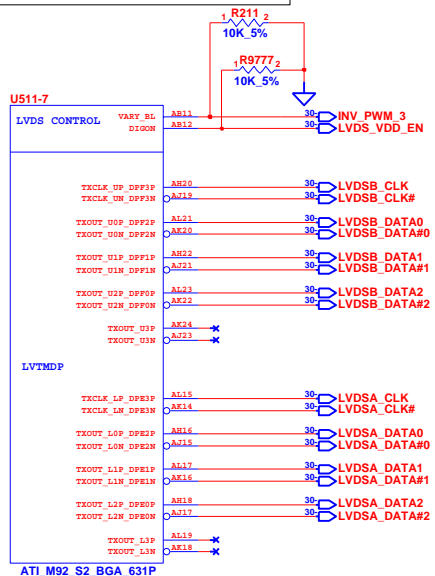 R211
1 2
10K_5%
R9777
1 2
10K_5%
U511-7
LVDS CONTROL VARY_BL AB11 30 INV_PWM_3
DIGON AB12 30 LVDS_VDD_EN
TXCLK_UP_DPF3P AH20 30 LVDSB_CLK
TXCLK_UN_DPF3N AJ19 30 LVDSB_CLK#
TXOUT_U0P_DPF2P AL21 30 LVDSB_DATA0
TXOUT_U0N_DPF2N AK20 30 LVDSB_DATA#0
TXOUT_U1P_DPF1P AH22 30 LVDSB_DATA1
TXOUT_U1N_DPF1N AJ21 30 LVDSB_DATA#1
TXOUT_U2P_DPF0P AL23 30 LVDSB_DATA2
TXOUT_U2N_DPF0N AK22 30 LVDSB_DATA#2
TXOUT_U3P AK24
TXOUT_U3N AJ23
LVTMDP
TXCLK_LP_DPE3P AL15 30 LVDSA_CLK
TXCLK_LN_DPE3N AK14 30 LVDSA_CLK#
TXOUT_L0P_DPE2P AH16 30 LVDSA_DATA0
TXOUT_L0N_DPE2N AJ15 30 LVDSA_DATA#0
TXOUT_L1P_DPE1P AL17 30 LVDSA_DATA1
TXOUT_L1N_DPE1N AK16 30 LVDSA_DATA#1
TXOUT_L2P_DPE0P AH18 30 LVDSA_DATA2
TXOUT_L2N_DPE0N AJ17 30 LVDSA_DATA#2
TXOUT_L3P AL19
TXOUT_L3N AK18
ATI_M92_S2_BGA_631P